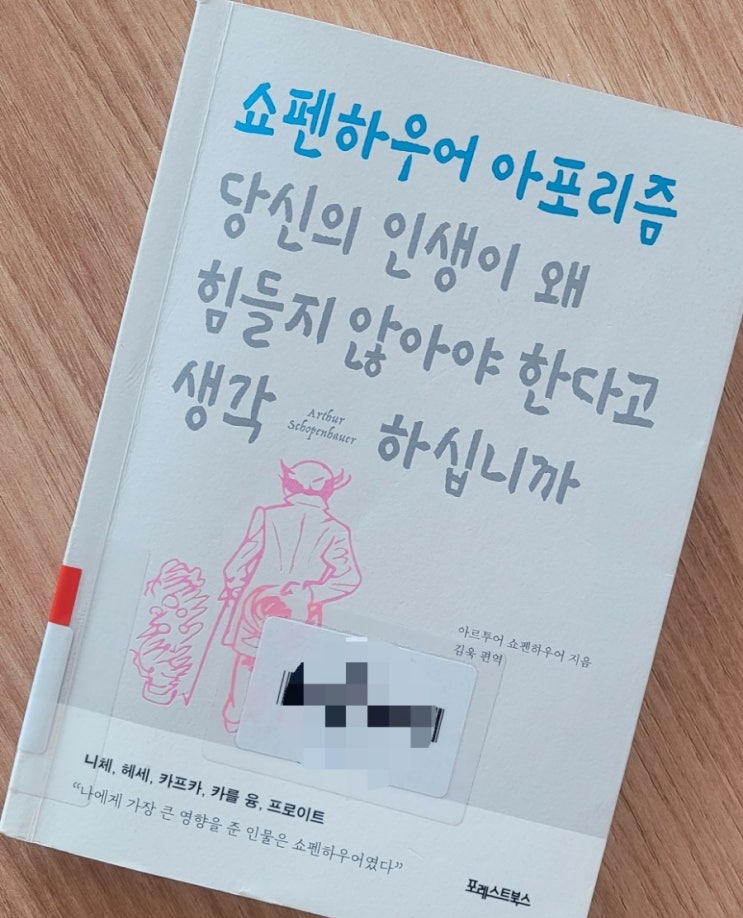 쇼펜하우어 아포리즘
당신의 인생이 왜
힘들지 않아야 한다고
생각 하십니까
Arthur
Schopenhauer
아르투어 쇼펜하우어 지음
김욱 편역
니체, 헤세, 카프카, 카를 융, 프로이트
“나에게 가장 큰 영향을 준 인물은 쇼펜하우어였다”
포레스트북스